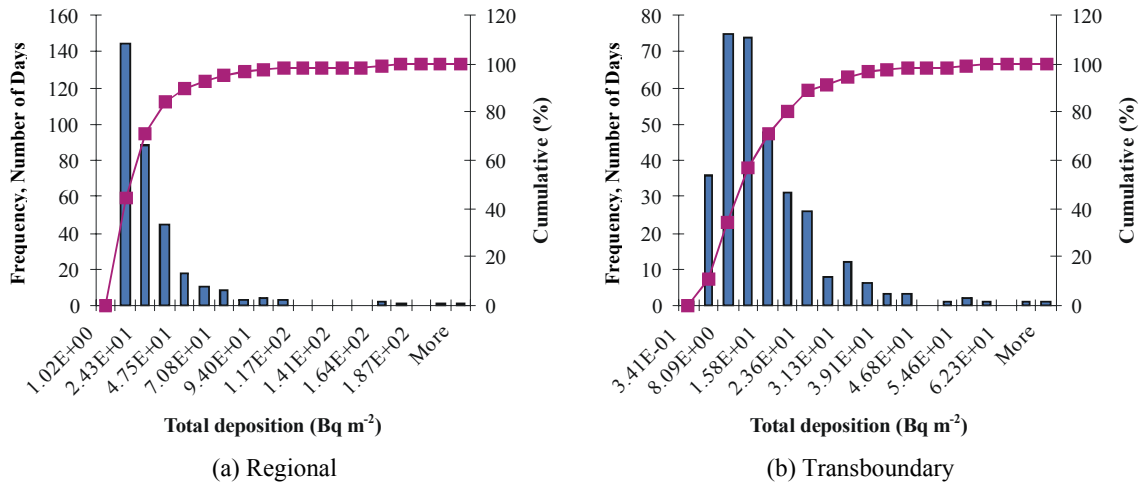 160
140
120
100
80
60
40
20
0
Frequency, Number of Days
120
100
80
60
40
20
0
Cumulative (%)
1.02E+00
2.43E+01
4.75E+01
7.08E+01
9.40E+01
1.17E+02
1.41E+02
1.64E+02
1.87E+02
More
Total deposition (Bq m-2)
(a) Regional
80
70
60
50
40
30
20
10
0
Frequency, Number of Days
120
100
80
60
40
20
0
Cumulative (%)
3.41E-01
8.09E+00
1.58E+01
2.36E+01
3.13E+01
3.91E+01
4.68E+01
5.46E+01
6.23E+01
More
Total deposition (Bq m-2)
(b) Transboundary